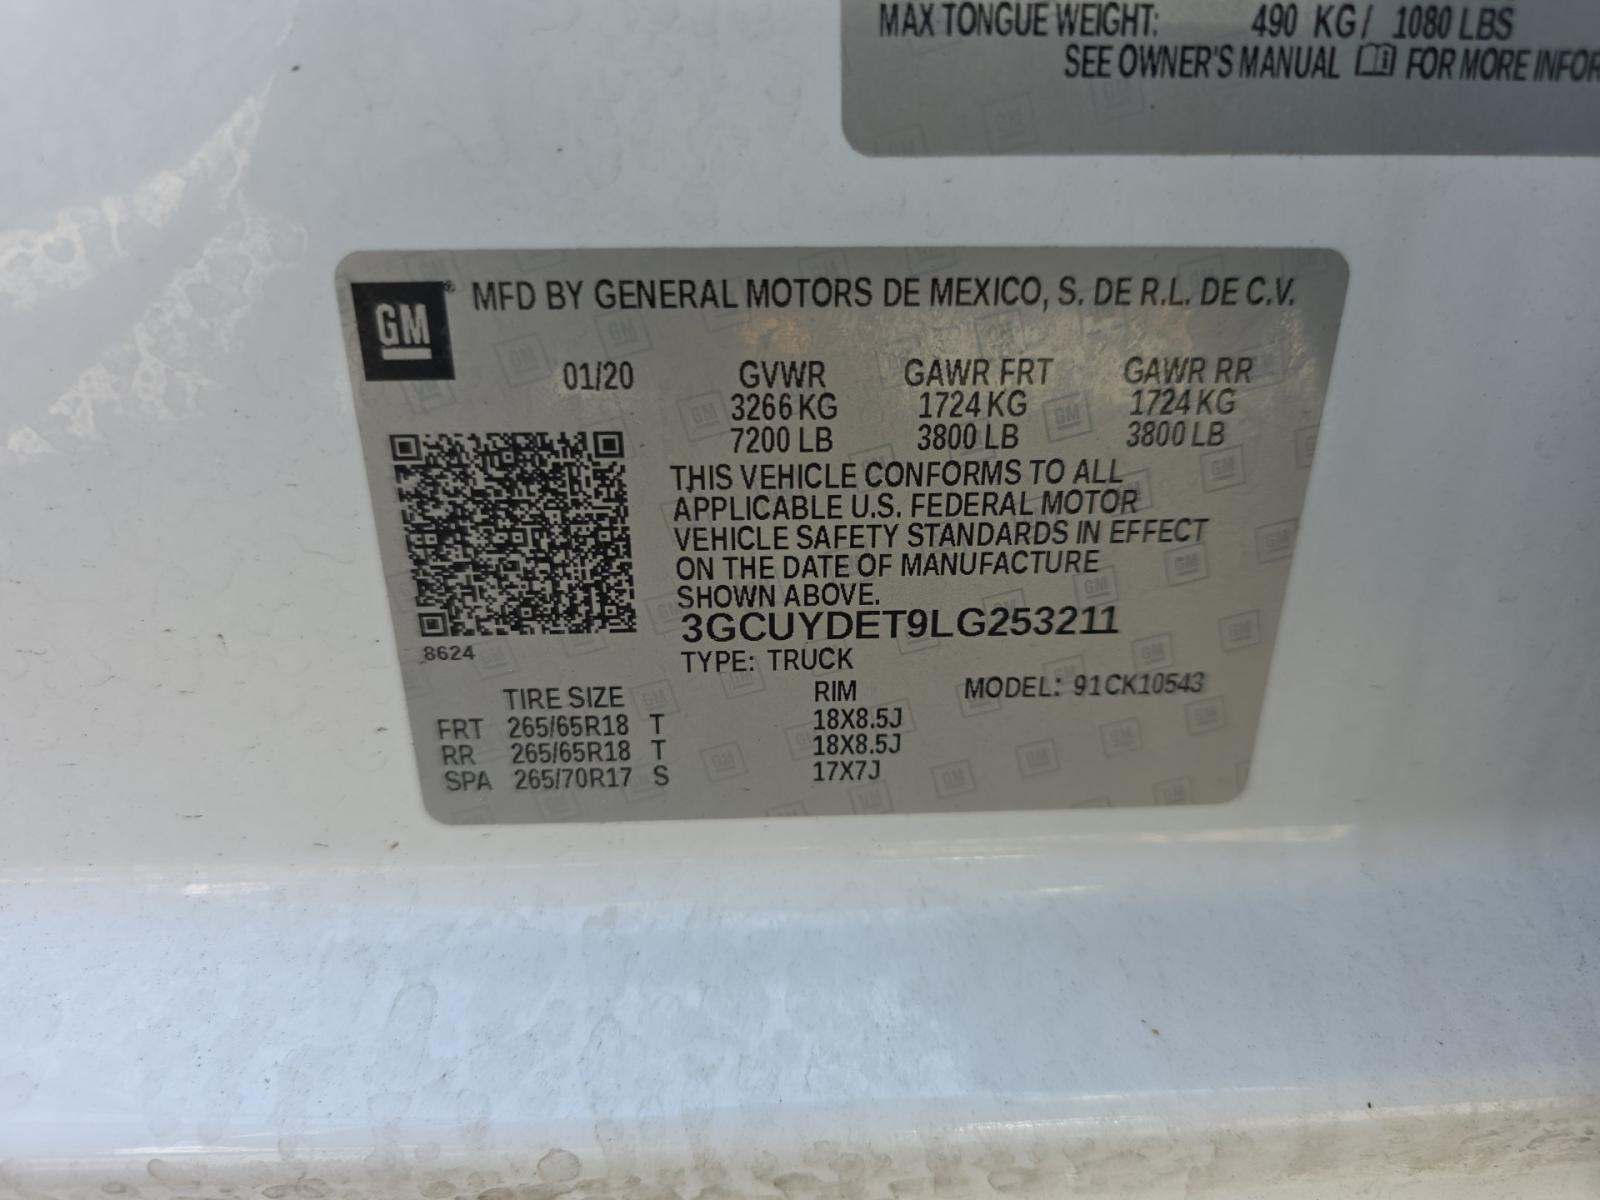 MAX TONGUE WEIGHT: 490 KG / 1080 LBS
SEE OWNER'S MANUAL FOR MORE
GM® MFD BY GENERAL MOTORS DE MEXICO, S. DE R.L. DE C.V.
01/20 GVWR GAWR FRT GAWR RR
3266 KG 1724 KG 1724 KG
7200 LB 3800 LB 3800 LB
THIS VEHICLE CONFORMS TO ALL
APPLICABLE U.S. FEDERAL MOTOR
VEHICLE SAFETY STANDARDS IN EFFECT
ON THE DATE OF MANUFACTURE
SHOWN ABOVE.
3GCUYDET9LG253211
8624
TYPE: TRUCK
TIRE SIZE RIM MODEL: 91CK10543
FRT 265/65R18 T 18X8.5J
RR 265/65R18 T 18X8.5J
SPA 265/70R17 S 17X7J